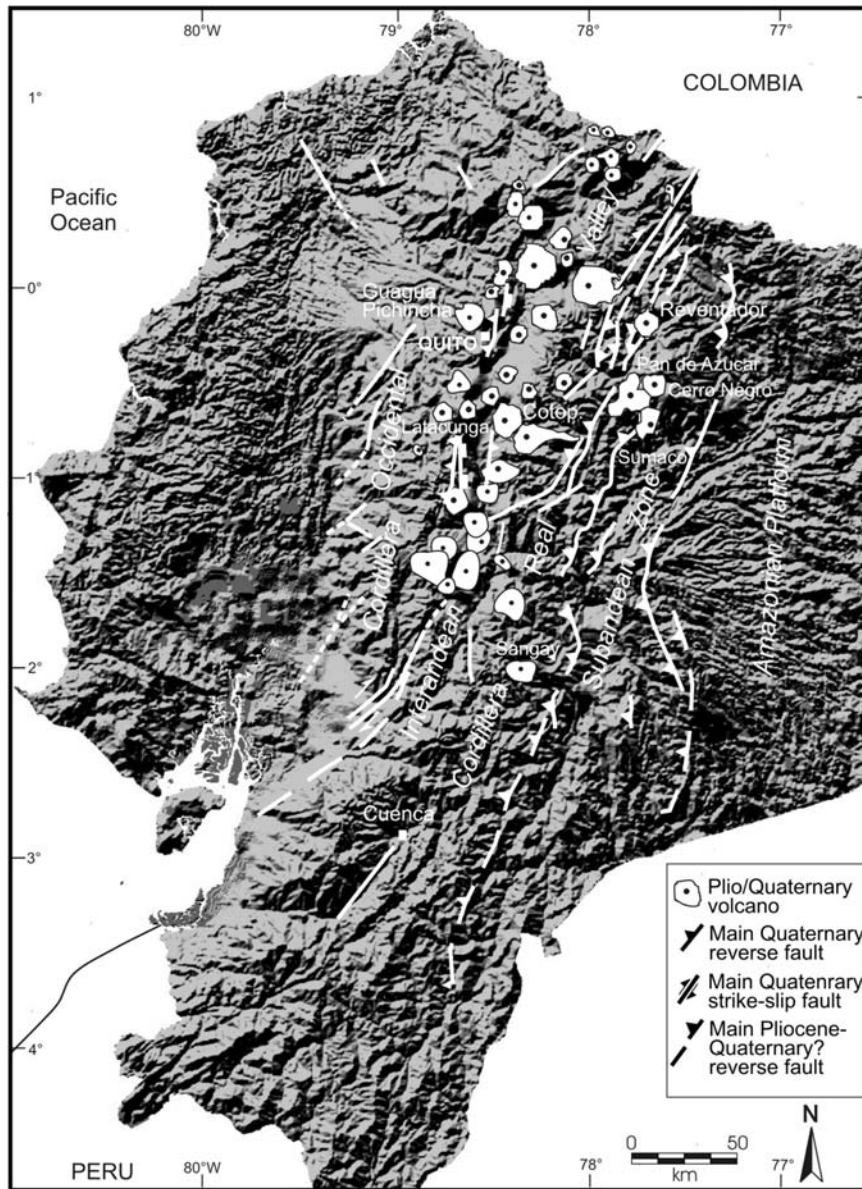 80°W
79°
78°
77°
COLOMBIA
1°
Pacific
Ocean
Valley
0°
Guagua
Pichincha
Reventador
QUITO
Pan de Azucar
Cerro Negro
Cotop.
Latacunga
Occidental
Sumaco
1°
Zone
Real
Amazonian Platform
Cordillera
Subandean
Interandean
2°
Sangay
Cordillera
Cuenca
3°
Plio/Quaternary
volcano
Main Quaternary
reverse fault
Main Quatenrary
strike-slip fault
Main Pliocene-
Quaternary?
reverse fault
4°
N
0 50
km
PERU
80°W
79°
78°
77°